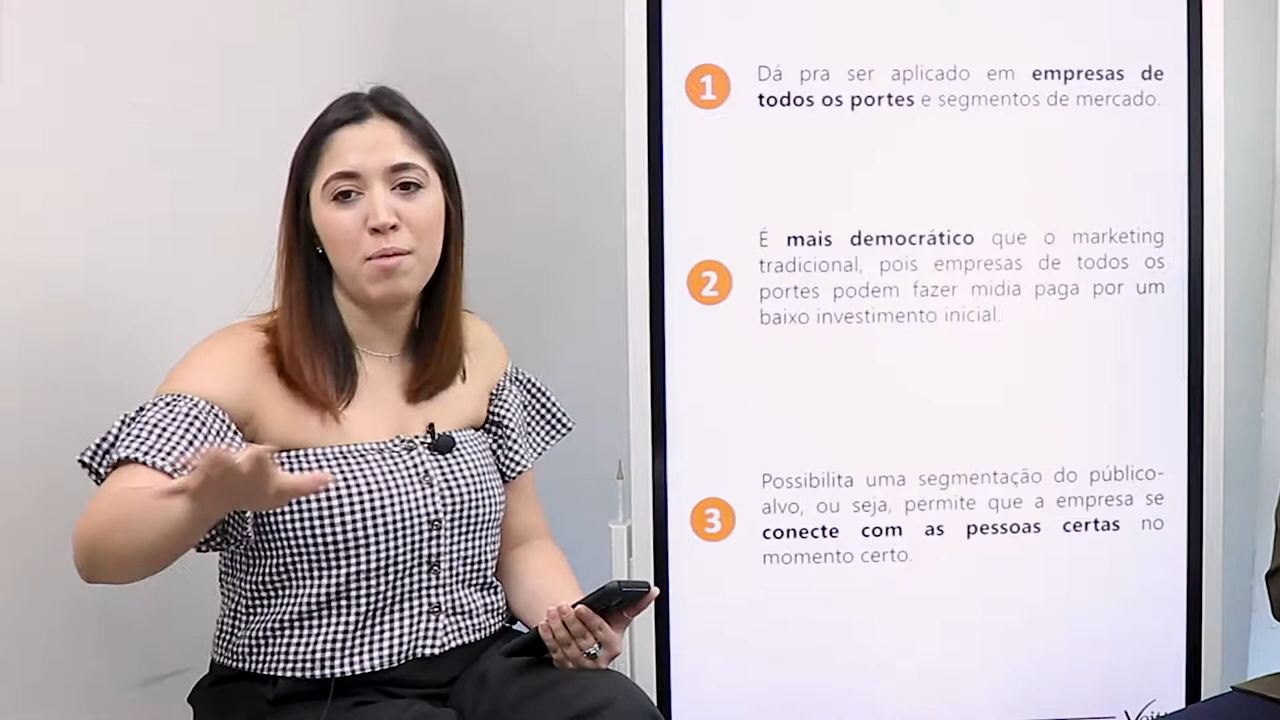 1
Dá pra ser aplicado em empresas de
todos os portes e segmentos de mercado.
2
É mais democrático que o marketing
tradicional, pois empresas de todos os
portes podem fazer mídia paga por um
baixo investimento inicial.
3
Possibilita uma segmentação do público-
alvo, ou seja, permite que a empresa se
conecte com as pessoas certas no
momento certo.